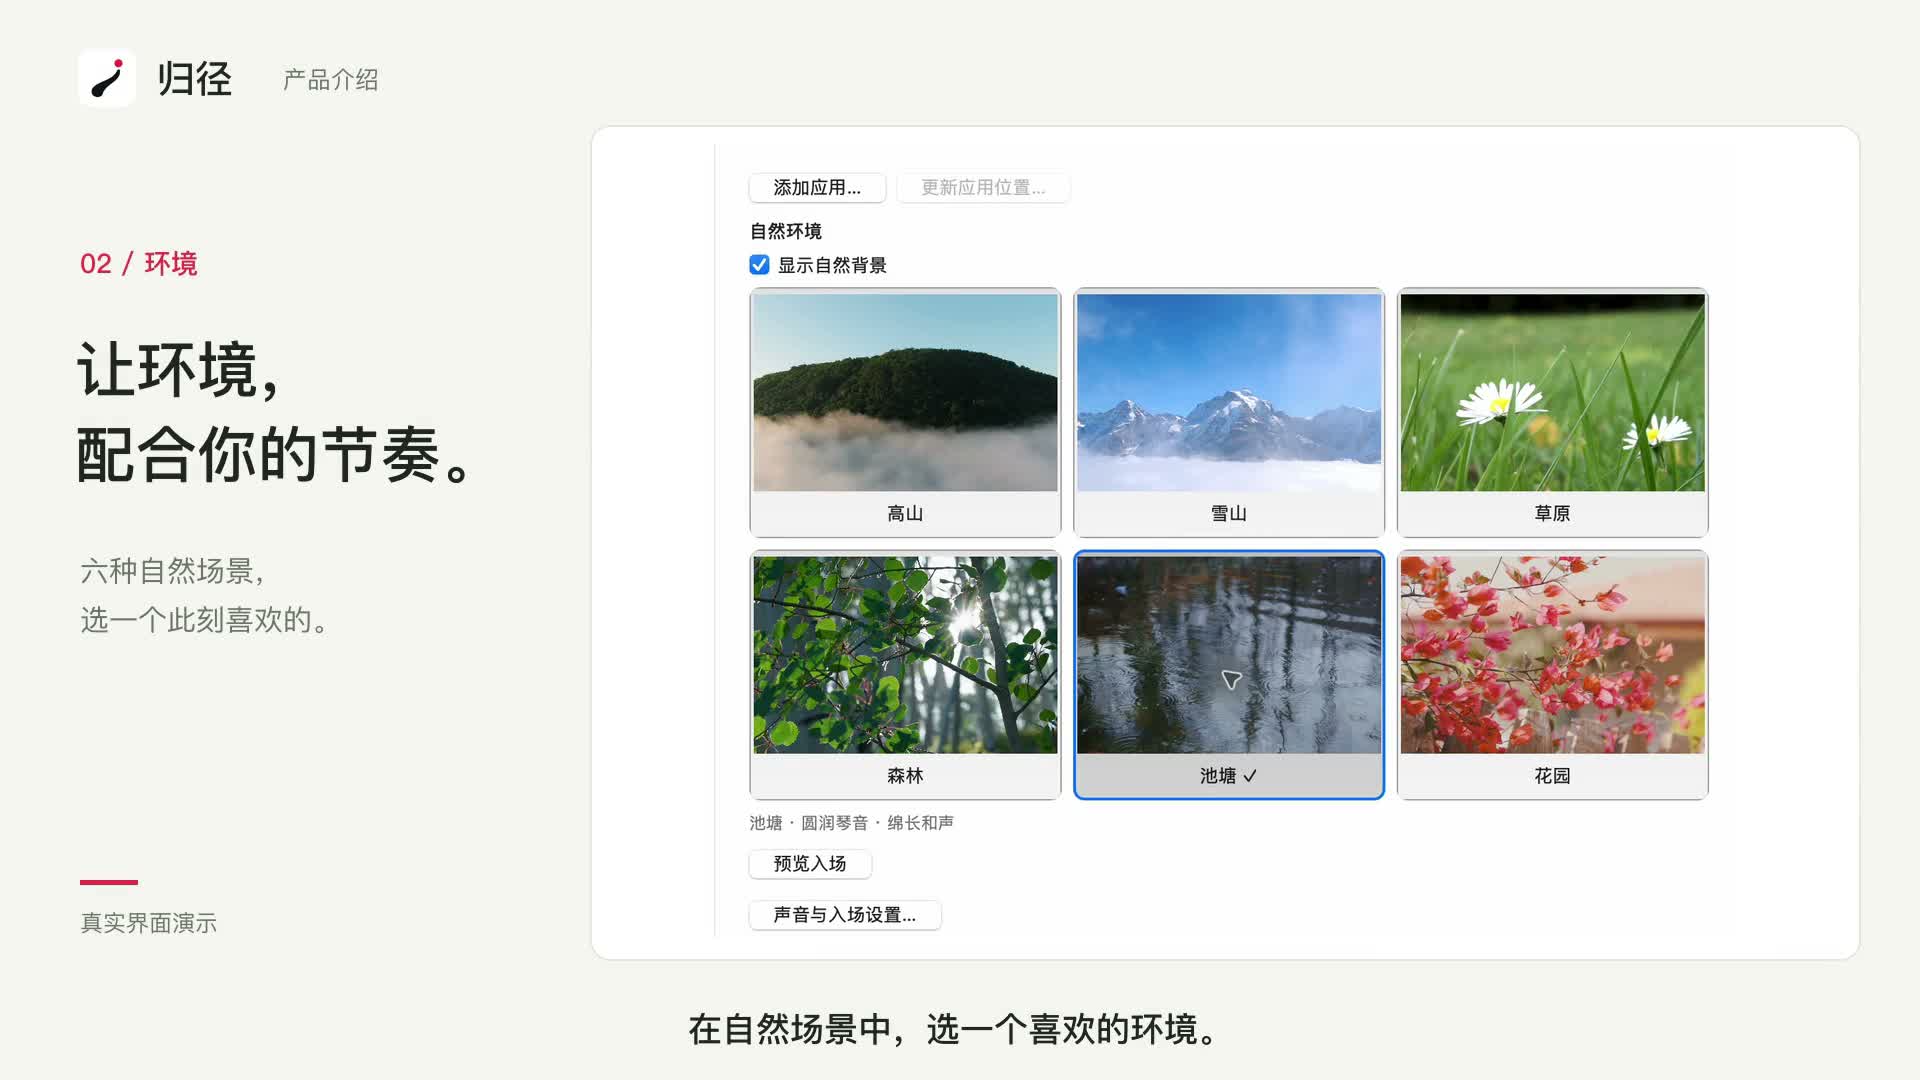 归径
产品介绍
02 / 环境
让环境，
配合你的节奏。
六种自然场景，
选一个此刻喜欢的。
真实界面演示
添加应用...
更新应用位置...
自然环境
显示自然背景
高山
雪山
草原
森林
池塘 ✓
花园
池塘 · 圆润琴音 · 绵长和声
预览入场
声音与入场设置...
在自然场景中，选一个喜欢的环境。